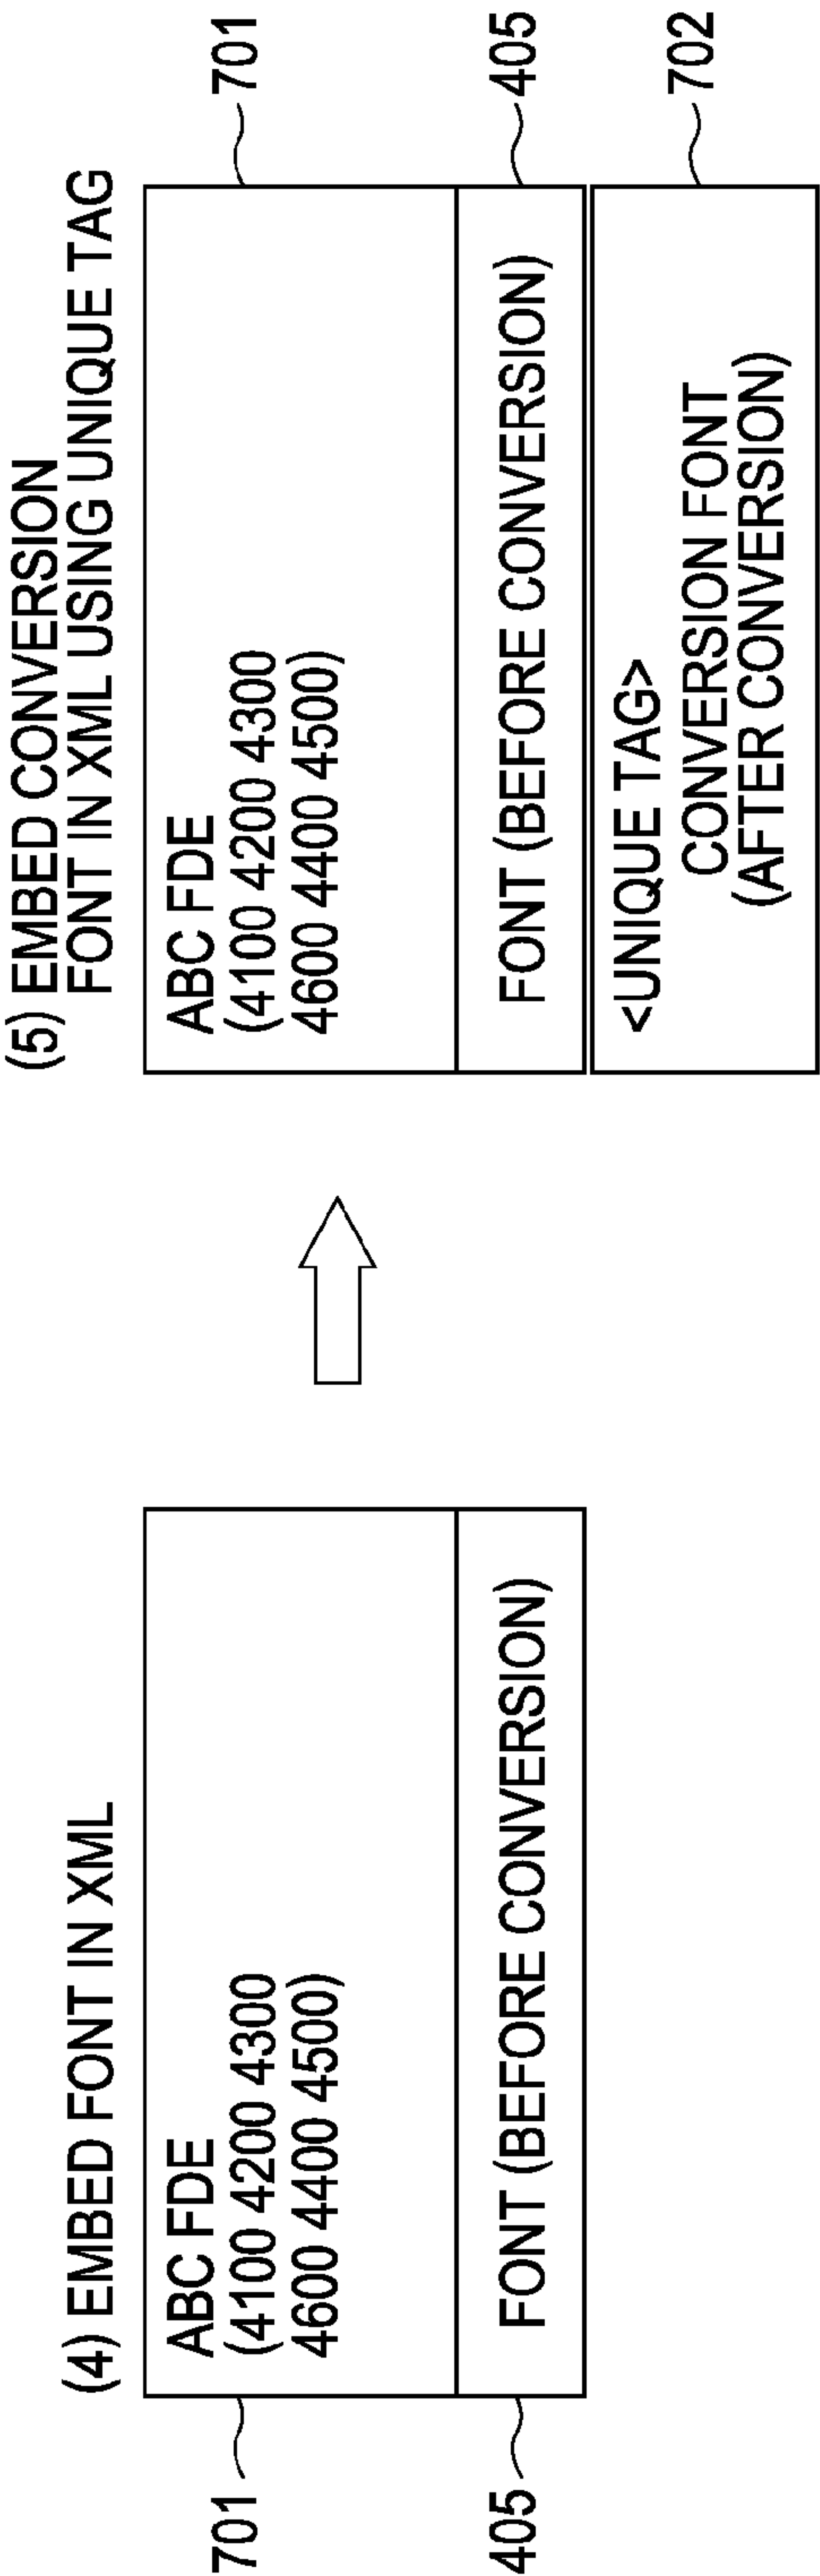 (4) EMBED FONT IN XML
701
ABC FDE
(4100 4200 4300
4600 4400 4500)
405
FONT (BEFORE CONVERSION)
(5) EMBED CONVERSION
FONT IN XML USING UNIQUE TAG
ABC FDE
(4100 4200 4300
4600 4400 4500)
701
FONT (BEFORE CONVERSION)
405
<UNIQUE TAG>
CONVERSION FONT
(AFTER CONVERSION)
702